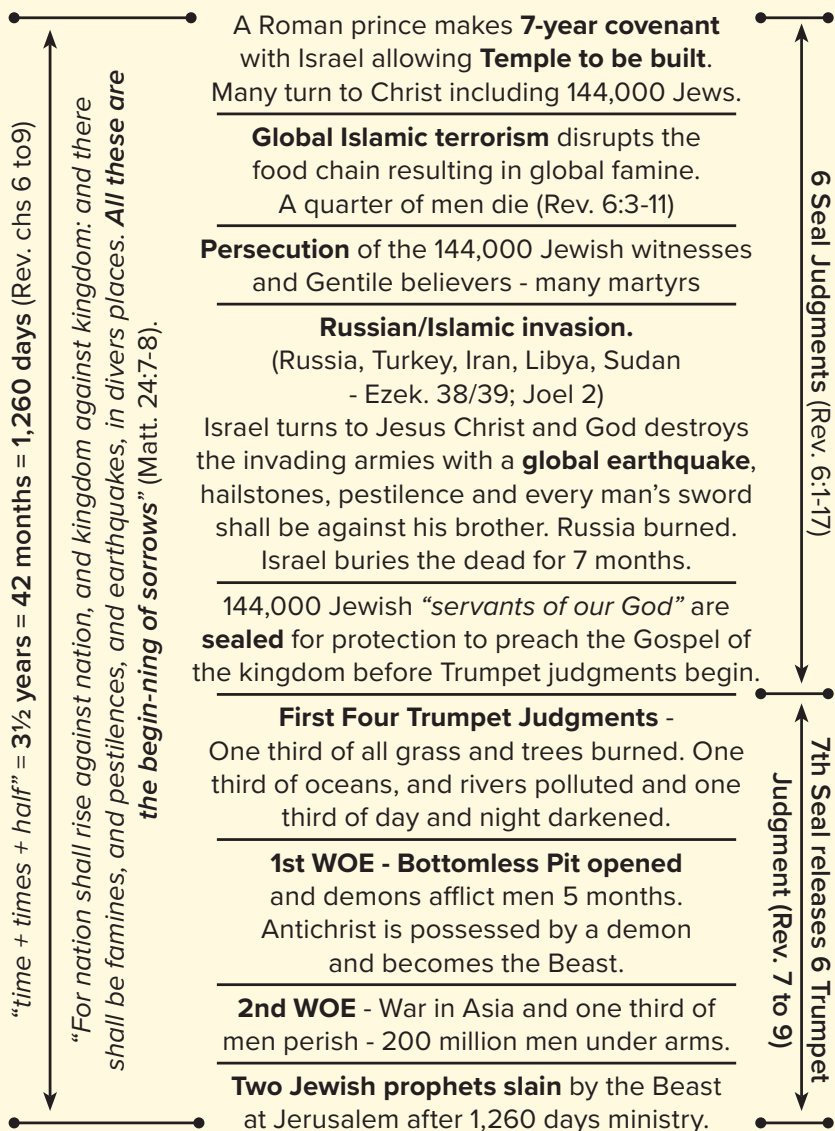 “time + times + half” = 3½ years = 42 months = 1,260 days (Rev. chs 6 to9)
“For nation shall rise against nation, and kingdom against kingdom: and there
shall be famines, and pestilences, and earthquakes, in divers places. All these are
the begin-ning of sorrows” (Matt. 24:7-8).
A Roman prince makes 7-year covenant
with Israel allowing Temple to be built.
Many turn to Christ including 144,000 Jews.
Global Islamic terrorism disrupts the
food chain resulting in global famine.
A quarter of men die (Rev. 6:3-11)
Persecution of the 144,000 Jewish witnesses
and Gentile believers - many martyrs
Russian/Islamic invasion.
(Russia, Turkey, Iran, Libya, Sudan
- Ezek. 38/39; Joel 2)
Israel turns to Jesus Christ and God destroys
the invading armies with a global earthquake,
hailstones, pestilence and every man’s sword
shall be against his brother. Russia burned.
Israel buries the dead for 7 months.
144,000 Jewish “servants of our God” are
sealed for protection to preach the Gospel of
the kingdom before Trumpet judgments begin.
First Four Trumpet Judgments -
One third of all grass and trees burned. One
third of oceans, and rivers polluted and one
third of day and night darkened.
1st WOE - Bottomless Pit opened
and demons afflict men 5 months.
Antichrist is possessed by a demon
and becomes the Beast.
2nd WOE - War in Asia and one third of
men perish - 200 million men under arms.
Two Jewish prophets slain by the Beast
at Jerusalem after 1,260 days ministry.
6 Seal Judgments (Rev. 6:1-17)
7th Seal releases 6 Trumpet
Judgment (Rev. 7 to 9)